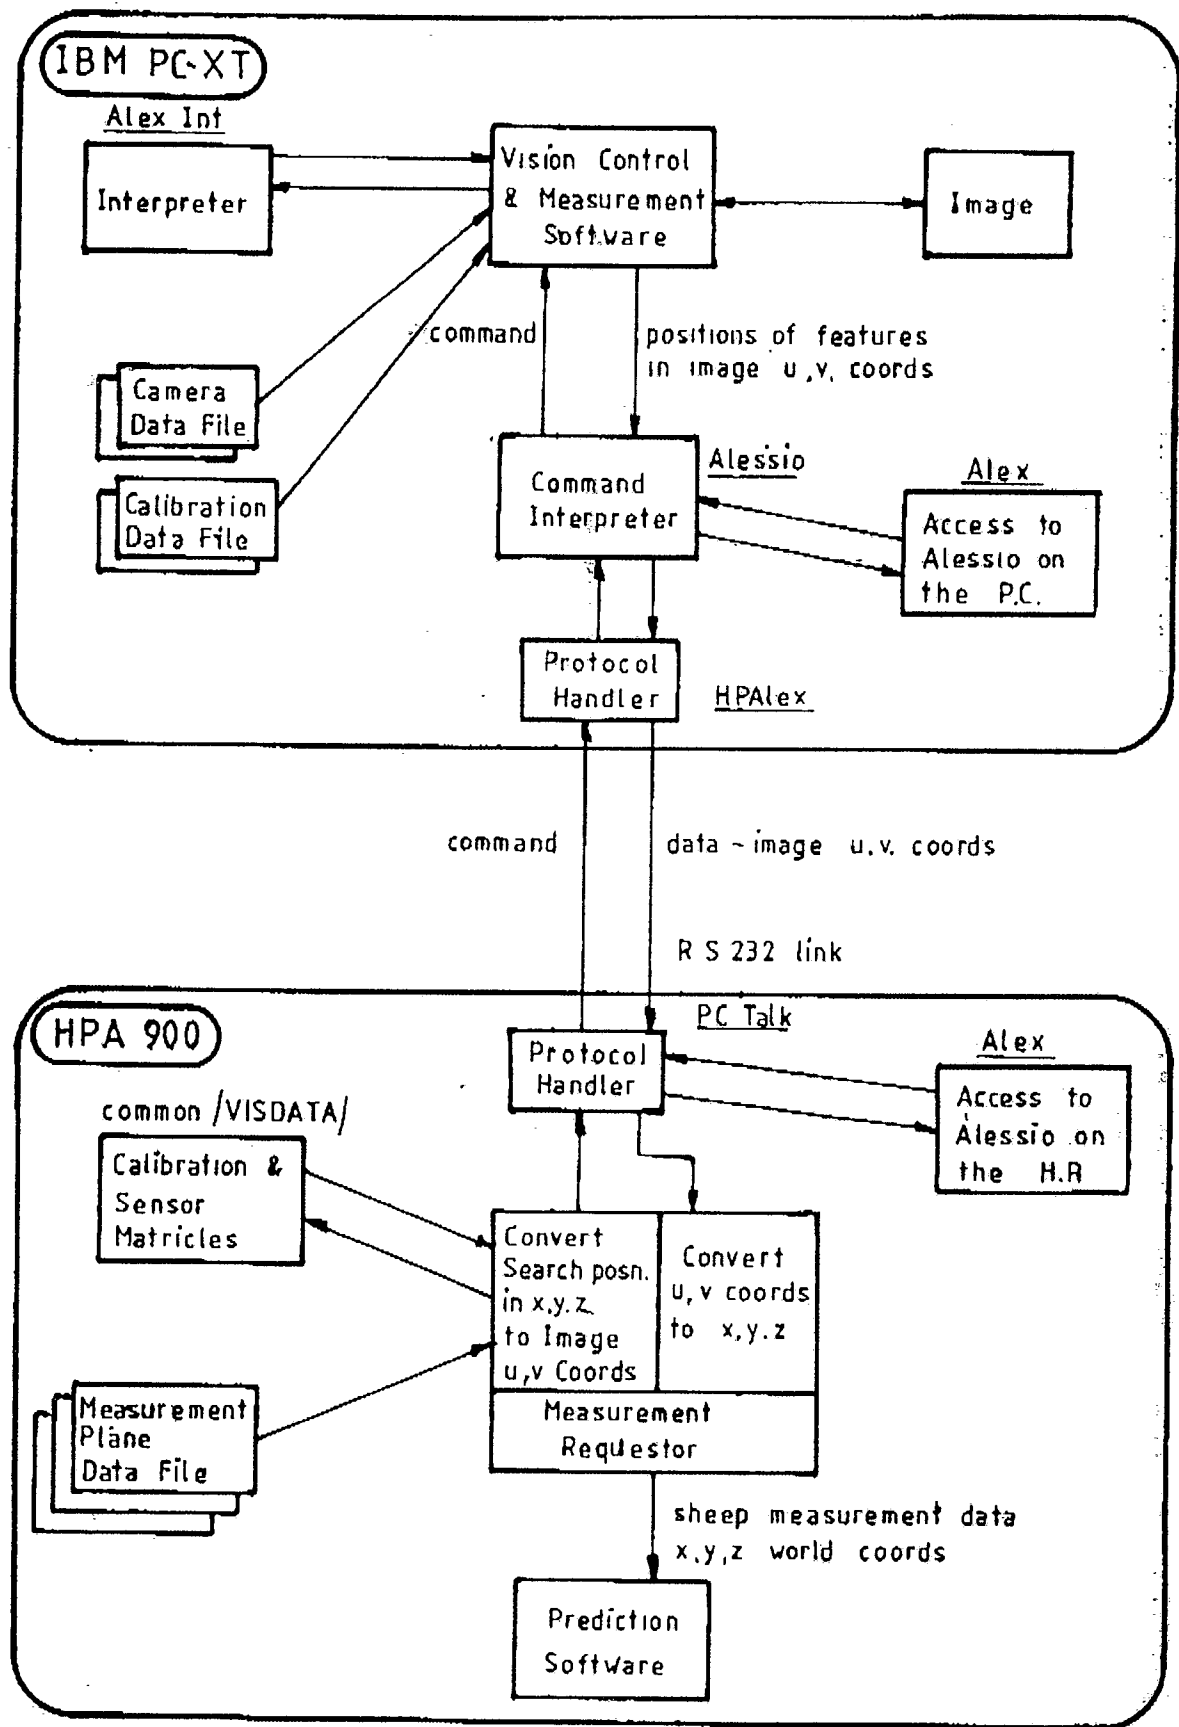 IBM PC-XT
Alex Int
Interpreter
Vision Control
& Measurement
Software
Image
command
positions of features
in image u,v, coords
Camera
Data File
Calibration
Data File
Command
Interpreter
Alessio
Alex
Access to
Alessio on
the P.C.
Protocol
Handler
HPAlex
command
data ~ image u.v. coords
RS232 link
HPA 900
PC Talk
Protocol
Handler
Alex
Access to
Alessio on
the H.R
common /VISDATA/
Calibration &
Sensor
Matricles
Convert
Search posn.
in x,y.z
to Image
u,v Coords
Convert
u,v coords
to x,y.z
Measurement
Requestor
Measurement
Plane
Data File
sheep measurement data
x,y,z world coords
Prediction
Software